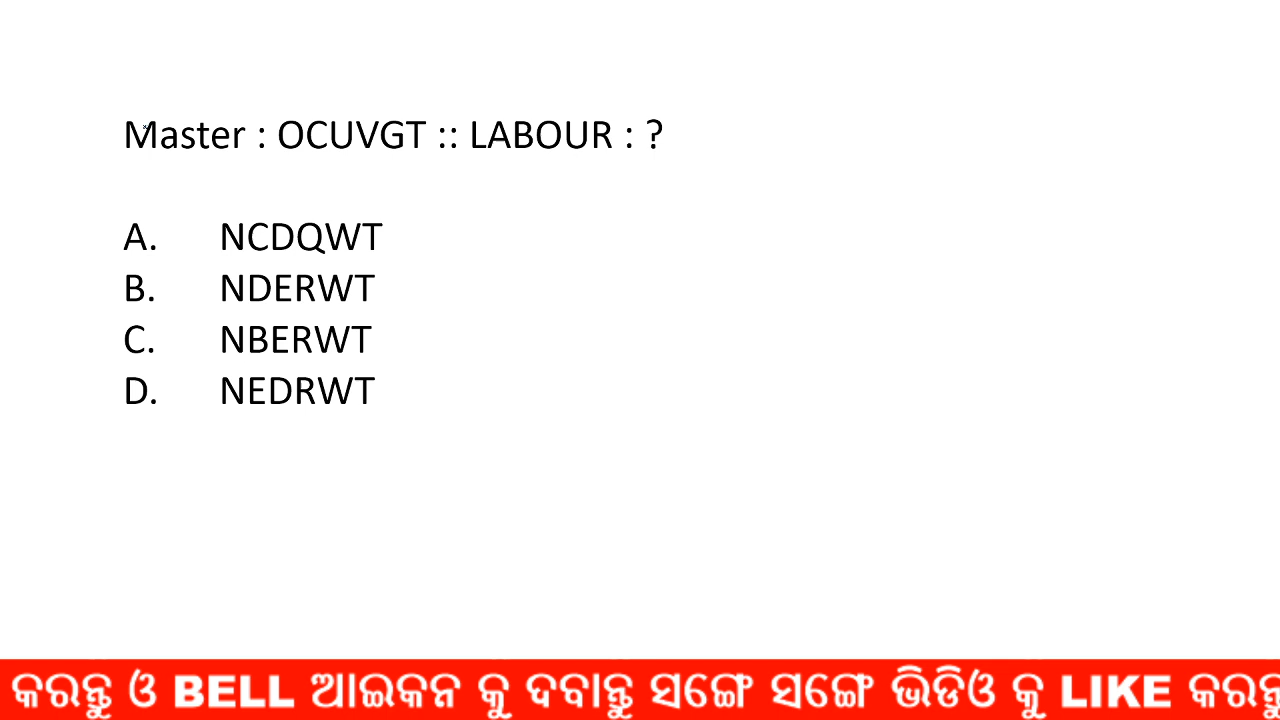 Master : OCUVGT :: LABOUR : ?
A. NCDQWT
B. NDERWT
C. NBERWT
D. NEDRWT
କରନ୍ତୁ ଓ BELL ଆଇକନ କୁ ଦବାନ୍ତୁ ସଙ୍ଗେ ସଙ୍ଗେ ଭିଡିଓ କୁ LIKE କରନ୍ତୁ